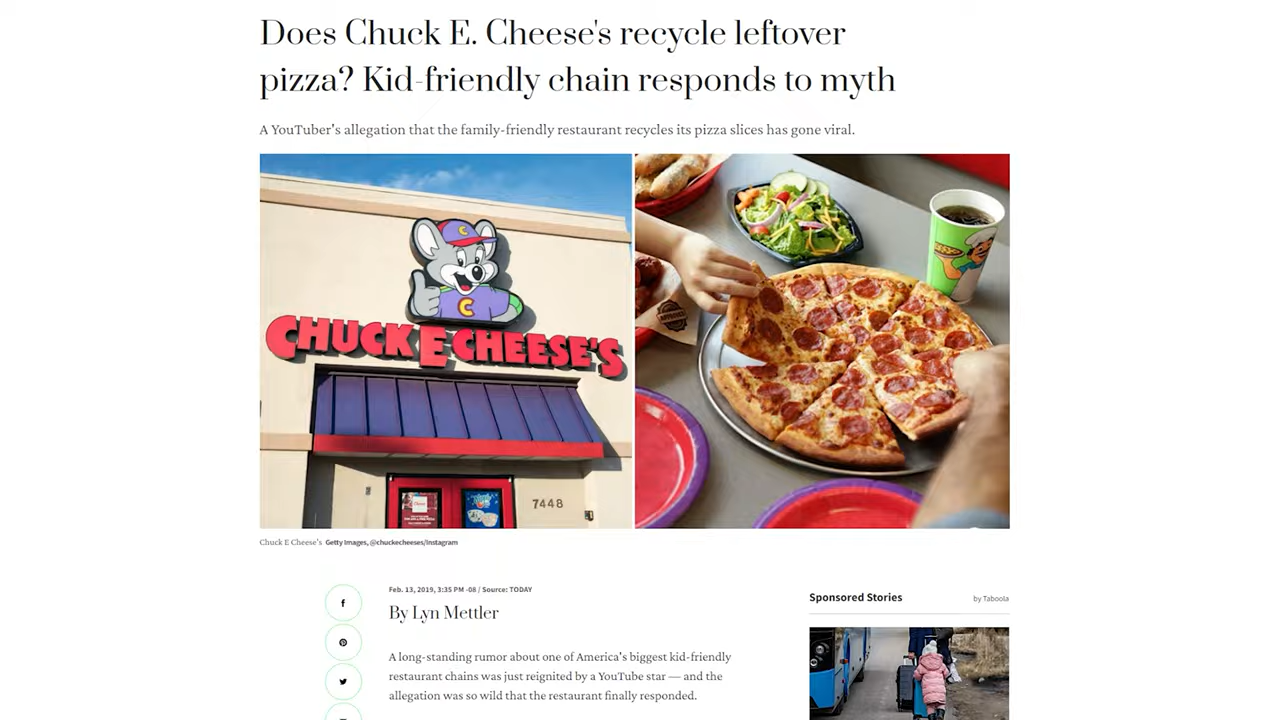 Does Chuck E. Cheese's recycle leftover
pizza? Kid-friendly chain responds to myth
A YouTuber's allegation that the family-friendly restaurant recycles its pizza slices has gone viral.
C
C
CHUCK E CHEESE'S
7448
Chuck E Cheese's Getty Images, @chuckecheeses/Instagram
Feb. 13, 2019, 3:35 PM -08 / Source: TODAY
By Lyn Mettler
A long-standing rumor about one of America's biggest kid-friendly
restaurant chains was just reignited by a YouTube star — and the
allegation was so wild that the restaurant finally responded.
Sponsored Stories
by Taboola